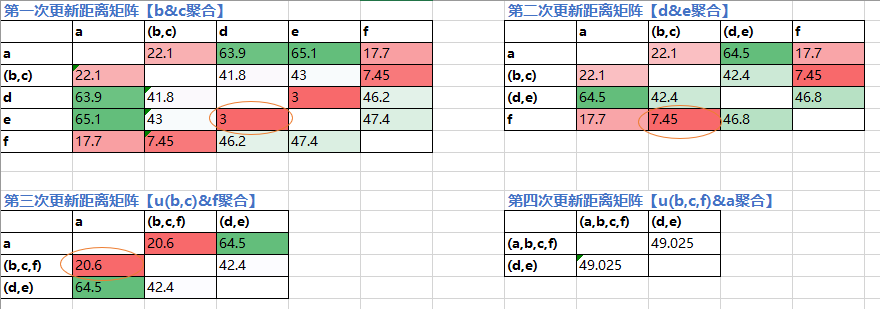 第一次更新距离矩阵【b&c聚合】
a (b,c) d e f
a 22.1 63.9 65.1 17.7
(b,c) 22.1 41.8 43 7.45
d 63.9 41.8 3 46.2
e 65.1 43 3 47.4
f 17.7 7.45 46.2 47.4
第二次更新距离矩阵【d&e聚合】
a (b,c) (d,e) f
a 22.1 64.5 17.7
(b,c) 22.1 42.4 7.45
(d,e) 64.5 42.4 46.8
f 17.7 7.45 46.8
第三次更新距离矩阵【u(b,c)&f聚合】
a (b,c,f) (d,e)
a 20.6 64.5
(b,c,f) 20.6 42.4
(d,e) 64.5 42.4
第四次更新距离矩阵【u(b,c,f)&a聚合】
(a,b,c,f) (d,e)
(a,b,c,f) 49.025
(d,e) 49.025